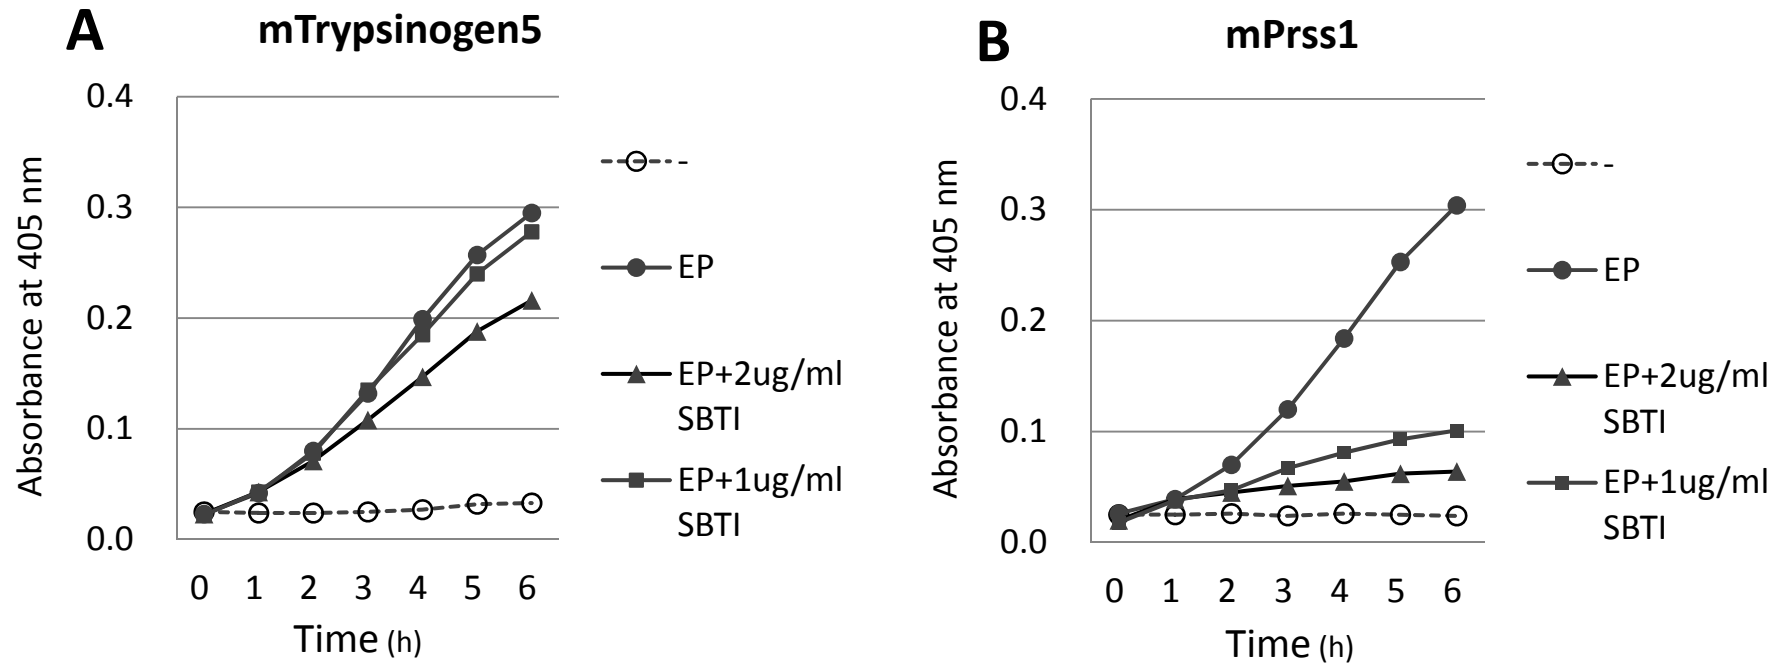 A
mTrypsinogen5
Absorbance at 405 nm
0.4
0.3
0.2
0.1
0.0
0 1 2 3 4 5 6
Time (h)
-
EP
EP+2ug/ml
SBTI
EP+1ug/ml
SBTI
B
mPrss1
Absorbance at 405 nm
0.4
0.3
0.2
0.1
0.0
0 1 2 3 4 5 6
Time (h)
-
EP
EP+2ug/ml
SBTI
EP+1ug/ml
SBTI